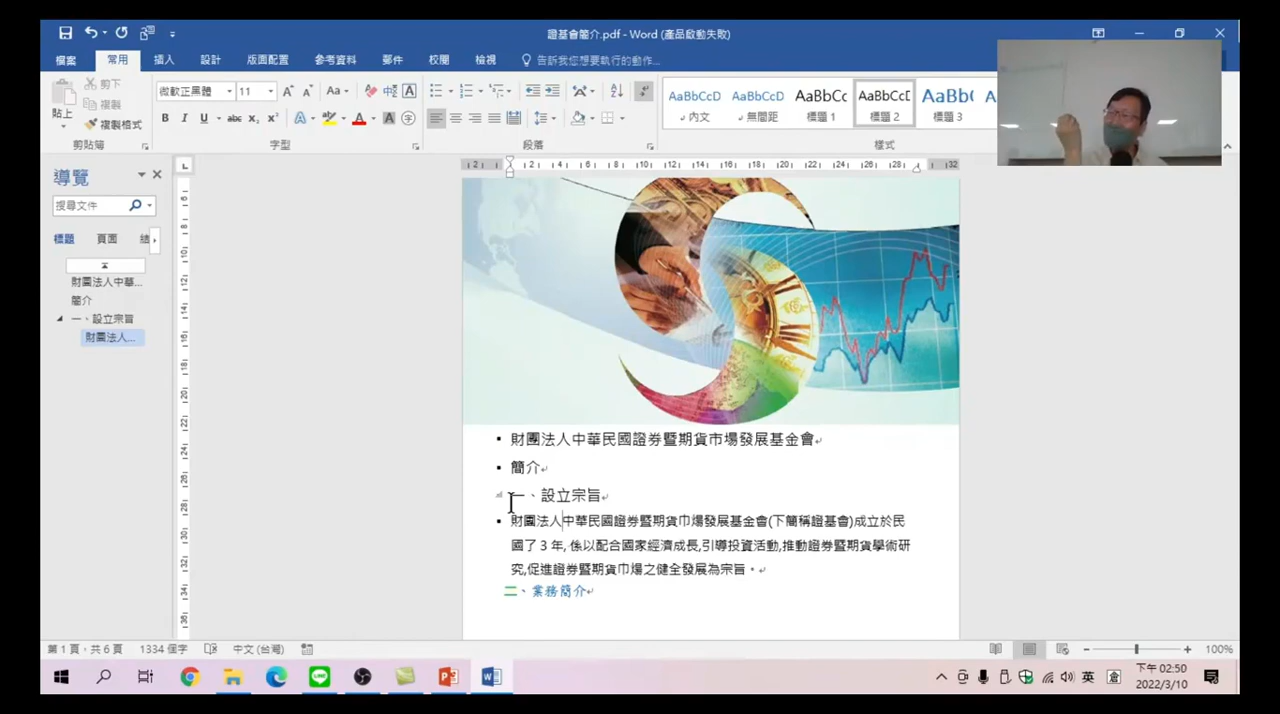 證基會簡介.pdf - Word (產品啟動失敗)
檔案 常用 插入 設計 版面配置 參考資料 郵件 校閱 檢視 告訴我您想要執行的動作...
貼上 剪下 複製 複製格式
微軟正黑體 11 Aa
B I U abc x₂ x² A A A
AaBbCcD AaBbCcD AaBbCc AaBbCcD AaBb( A
內文 無間距 標題 1 標題 2 標題 3
剪貼簿 字型 段落 樣式
導覽
搜尋文件
標題 頁面 結
財團法人中華...
簡介
一、設立宗旨
財團法人...
財團法人中華民國證券暨期貨市場發展基金會
簡介
一、設立宗旨
財團法人中華民國證券暨期貨巾煬發展基金會(下簡稱證基會)成立於民
國了 3 年, 係以配合國家經濟成長,引導投資活動,推動證券暨期貨學術研
究,促進證券暨期貨巾煬之健全發展為宗旨。
二、業務簡介
第 1 頁，共 6 頁 1334 個字 中文 (台灣) 100%
英 下午 02:50
2022/3/10